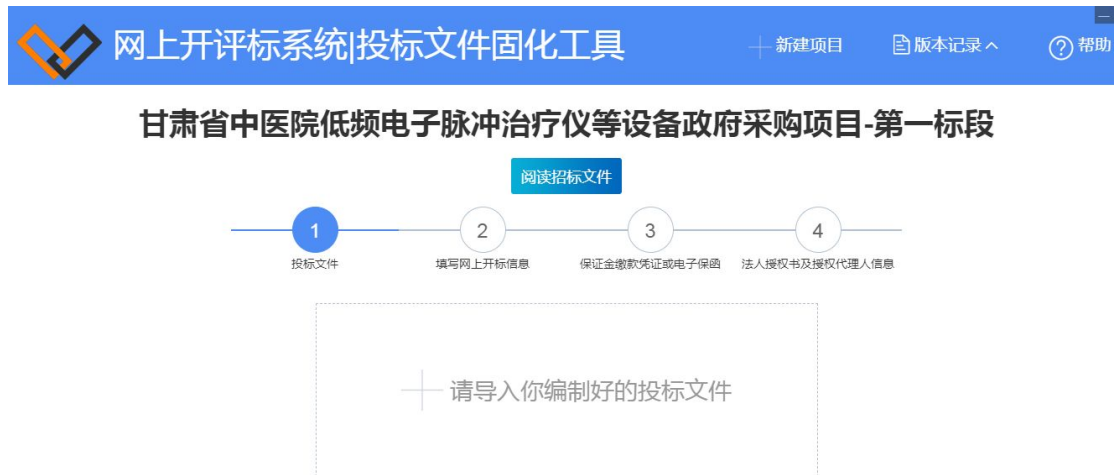 网上开评标系统|投标文件固化工具
新建项目
版本记录
帮助
甘肃省中医院低频电子脉冲治疗仪等设备政府采购项目-第一标段
阅读招标文件
1
2
3
4
投标文件
填写网上开标信息
保证金缴款凭证或电子保函
法人授权书及授权代理人信息
请导入你编制好的投标文件